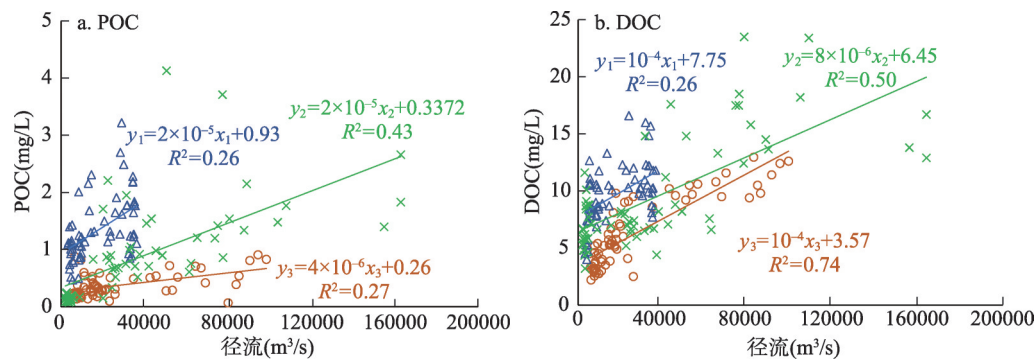 a. POC
5
4
3
2
1
0
POC(mg/L)
y₁=2×10⁻⁵x₁+0.93
R²=0.26
y₂=2×10⁻⁵x₂+0.3372
R²=0.43
y₃=4×10⁻⁶x₃+0.26
R²=0.27
0 40000 80000 120000 160000 200000
径流(m³/s)
b. DOC
25
20
15
10
5
0
DOC(mg/L)
y₁=10⁻⁴x₁+7.75
R²=0.26
y₂=8×10⁻⁶x₂+6.45
R²=0.50
y₃=10⁻⁴x₃+3.57
R²=0.74
0 40000 80000 120000 160000 200000
径流(m³/s)